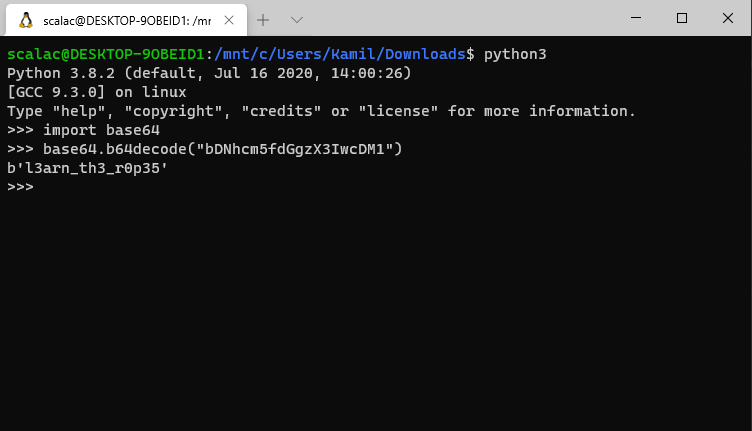 scalac@DESKTOP-9OBEID1: /mr
scalac@DESKTOP-9OBEID1:/mnt/c/Users/Kamil/Downloads$ python3
Python 3.8.2 (default, Jul 16 2020, 14:00:26)
[GCC 9.3.0] on linux
Type "help", "copyright", "credits" or "license" for more information.
>>> import base64
>>> base64.b64decode("bDNhcm5fdGgzX3IwcDM1")
b'l3arn_th3_r0p35'
>>>